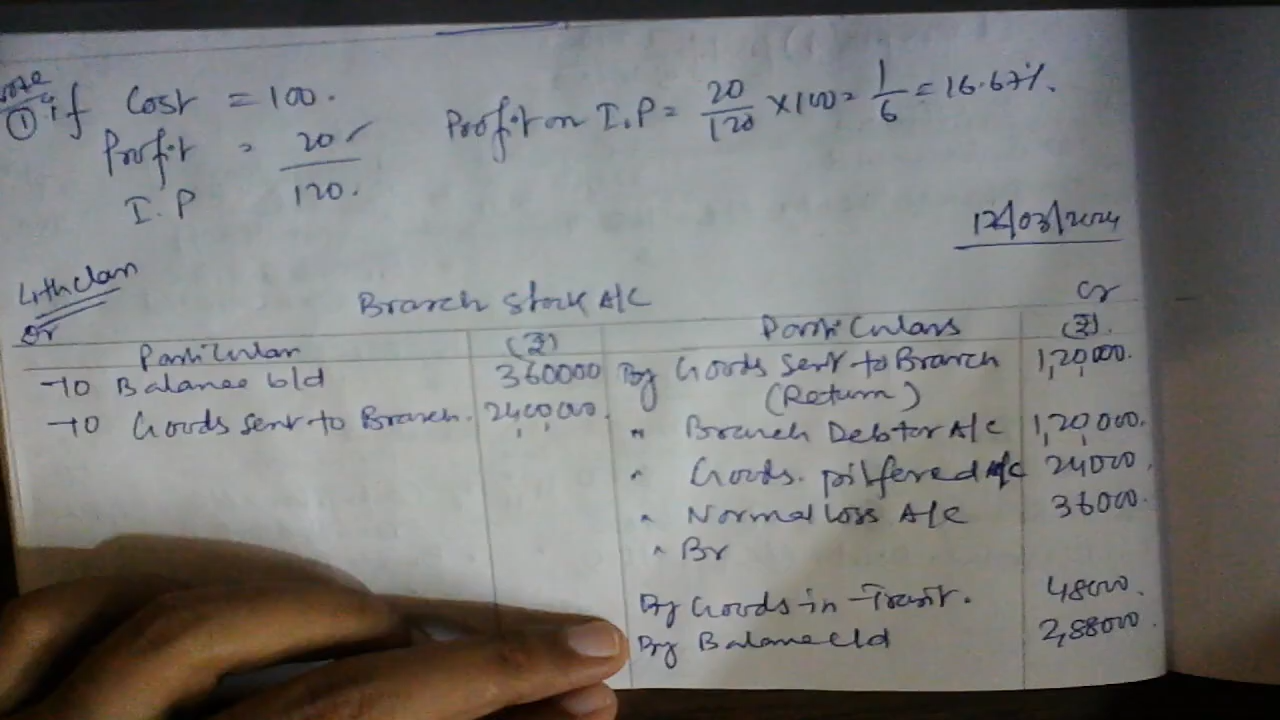 Note
① if Cost = 100.
Profit = 20
I.P 120.
Profit on I.P = 20/120 × 100 = 1/6 = 16.67%.
12/03/2024
4th class
Branch Stock A/C
Dr Cr
Particulars (₹) Particulars (₹).
To Balance b/d 360000 By Goods sent to Branch 1,20,000.
(Return)
To Goods sent to Branch. 2400000. " Branch Debtor A/C 1,20,000.
" Goods. pilfered A/c 24000.
" Normal Loss A/C 36000.
" Br
By Goods in Transit. 48000.
By Balance c/d 2,88000.